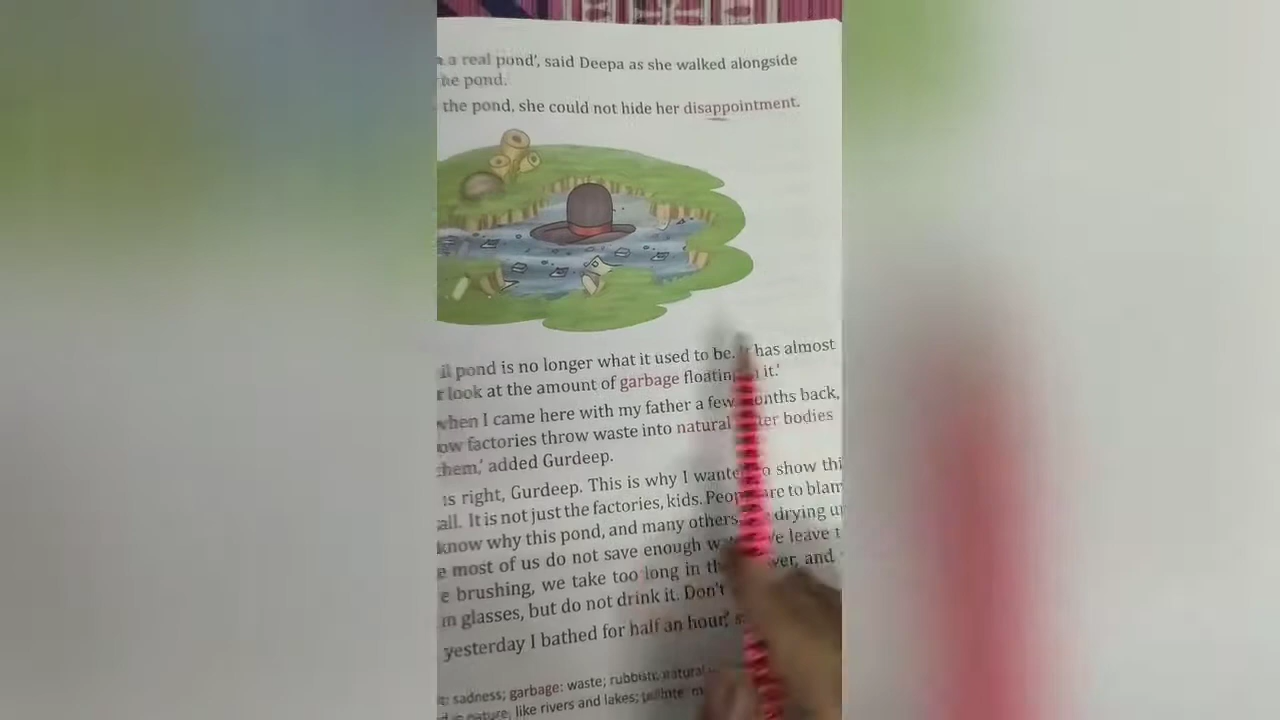 a real pond', said Deepa as she walked alongside
he pond.
the pond, she could not hide her disappointment.
pond is no longer what it used to be. It has almost
look at the amount of garbage floating it.'
when I came here with my father a few months back,
ow factories throw waste into natural water bodies
them,' added Gurdeep.
is right, Gurdeep. This is why I wanted to show thi
all. It is not just the factories, kids. People are to blam
know why this pond, and many others, drying u
e most of us do not save enough We leave t
e brushing, we take too long in the shower, and
m glasses, but do not drink it. Don't
yesterday I bathed for half an hour,'
t: sadness; garbage: waste; rubbish; natural
nature, like rivers and lakes;